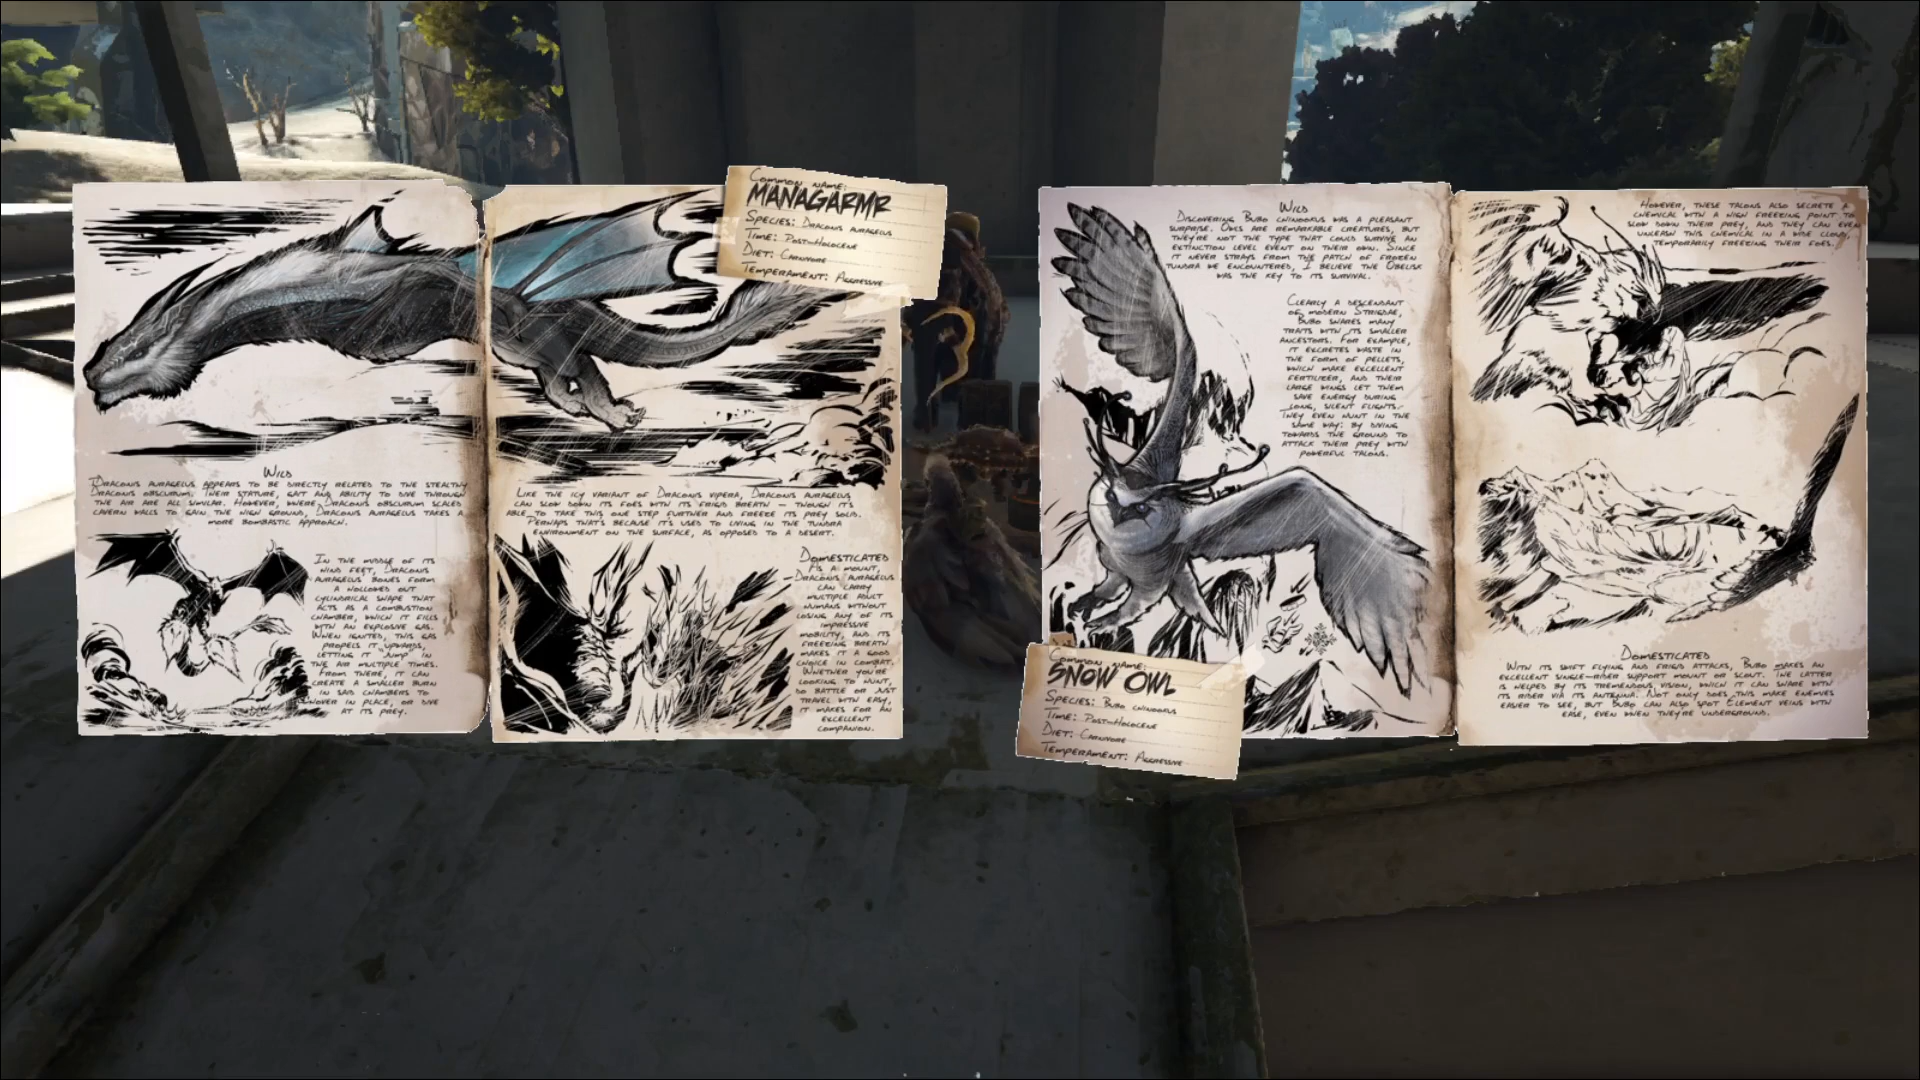 Common name:
MANAGARMR
Species: Draconis auragelus
Time: Post-Holocene
Diet: Carnivore
Temperament: Aggressive
Wild
Draconis auragelus appears to be directly related to the stealthy
Draconis obscurum. Their stature, gait and ability to dive through
the air are all similar. However, where Draconis obscurum scaled
cavern walls to gain the high ground, Draconis auragelus takes a
more bombastic approach.
In the middle of its
hind feet, Draconis
auragelus bones form
a hollowed out
cylindrical shape that
acts as a combustion
chamber, which it fills
with an explosive gas.
When ignited, this gas
propels it upwards,
letting it "jump" in
the air multiple times.
From there, it can
create a smaller burn
in said chambers to
hover in place, or dive
at its prey.
Like the icy variant of Draconis vipera, Draconis auragelus
can slow down its foes with its frigid breath – though it's
able to take this one step further and freeze its prey solid.
Perhaps that's because it's used to living in the tundra
environment on the surface, as opposed to a desert.
Domesticated
As a mount,
Draconis auragelus
can carry
multiple adult
humans without
losing any of its
impressive
mobility, and its
freezing breath
makes it a good
choice in combat.
Whether you're
looking to hunt,
do battle or just
travel with ease,
it makes for an
excellent
companion.
Wild
Discovering Bubo chinookus was a pleasant
surprise. Owls are remarkable creatures, but
they're not the type that could survive an
extinction level event on their own. Since
it never strays from the patch of frozen
tundra we encountered, I believe the Obelisk
was the key to its survival.
Clearly a descendant
of modern Strigidae,
Bubo shares many
traits with its smaller
ancestors. For example,
it excretes waste in
the form of pellets,
which make excellent
fertilizer, and their
large wings let them
save energy during
long, silent flights.
They even hunt in the
same way: by diving
towards the ground to
attack their prey with
powerful talons.
Common name:
SNOW OWL
Species: Bubo chinookus
Time: Post-Holocene
Diet: Carnivore
Temperament: Aggressive
However, these talons also secrete a
chemical with a high freezing point to
slow down their prey, and they can even
unleash this chemical in a wide cloud,
temporarily freezing their foes.
Domesticated
With its swift flying and frigid attacks, Bubo makes an
excellent single-rider support mount or scout. The latter
is helped by its tremendous vision, which it can share with
its rider via its antenna. Not only does this make enemies
easier to see, but Bubo can also spot Element veins with
ease, even when they're underground.